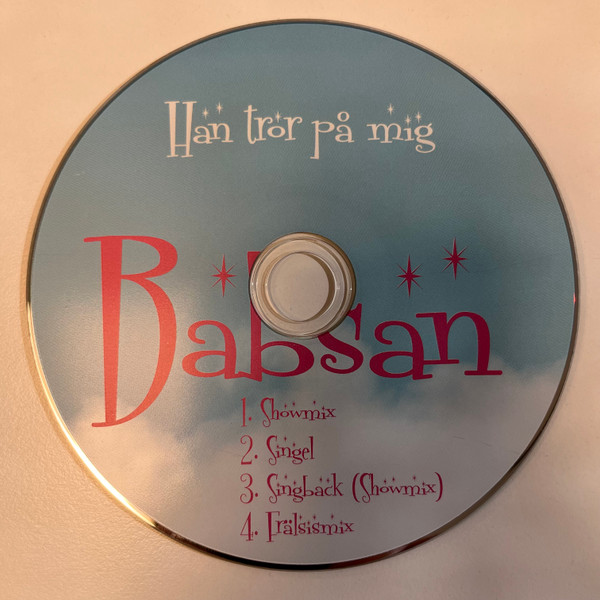 Han tror på mig
Babsan
1. Showmix
2. Singel
3. Singback (Showmix)
4. Frälsismix